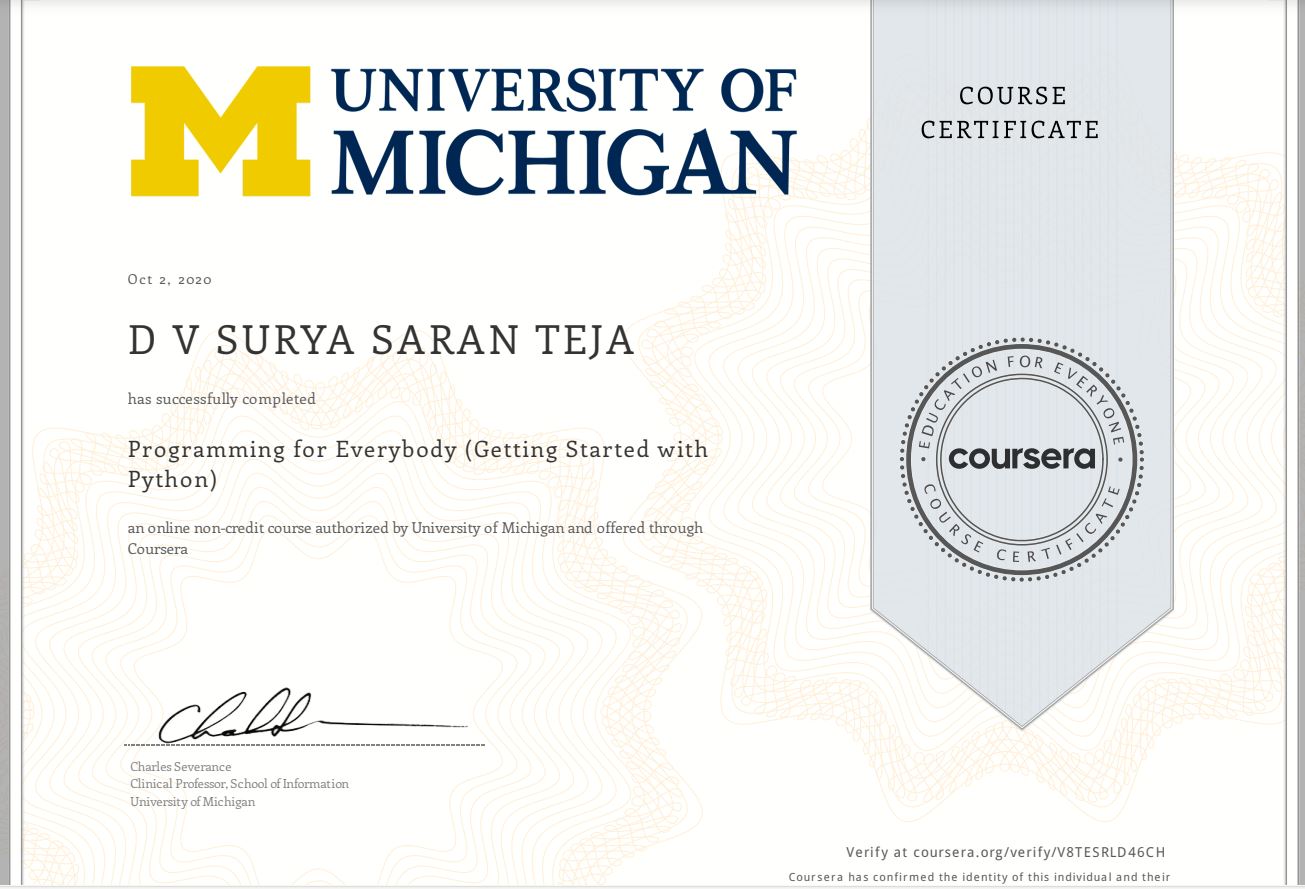 UNIVERSITY OF
MICHIGAN
COURSE
CERTIFICATE
Oct 2, 2020
D V SURYA SARAN TEJA
has successfully completed
Programming for Everybody (Getting Started with
Python)
an online non-credit course authorized by University of Michigan and offered through
Coursera
EDUCATION FOR EVERYONE
coursera
COURSE CERTIFICATE
Charles Severance
Clinical Professor, School of Information
University of Michigan
Verify at coursera.org/verify/V8TESRLD46CH
Coursera has confirmed the identity of this individual and their